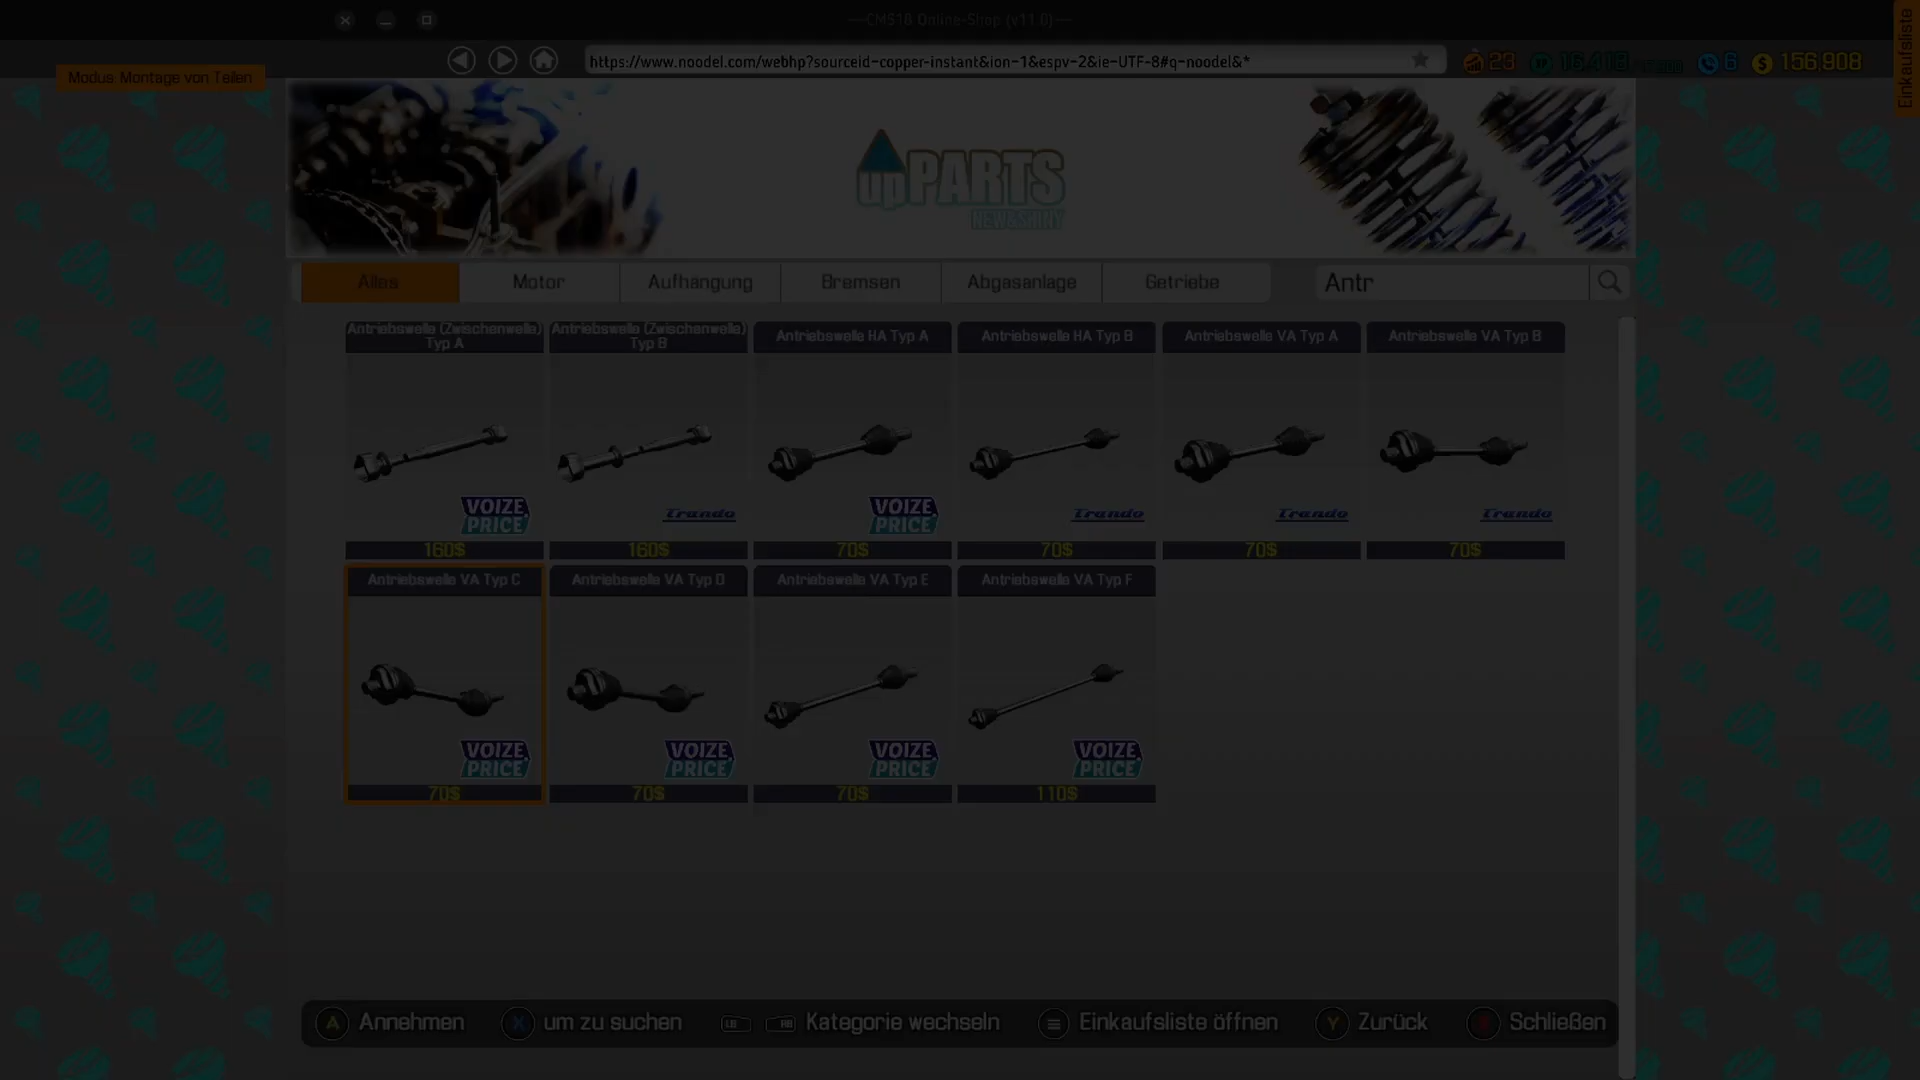 CMS18 Online-Shop (v11.0)
Einkaufsliste
Modus Montage von Teilen
https://www.noodel.com/webhp?sourceid-copper-instant&ion-1&espv-2&ie-UTF-8#q-noodel&*
23
16,418
6
$ 156,908
upPARTS
NEW&SHINY
Alles
Motor
Aufhängung
Bremsen
Abgasanlage
Getriebe
Antr
Antriebswelle (Zwischenwelle) Typ A
Antriebswelle (Zwischenwelle) Typ B
Antriebswelle HA Typ A
Antriebswelle HA Typ B
Antriebswelle VA Typ A
Antriebswelle VA Typ B
VOIZE PRICE
Trando
VOIZE PRICE
Trando
Trando
Trando
160$
160$
70$
70$
70$
70$
Antriebswelle VA Typ C
Antriebswelle VA Typ D
Antriebswelle VA Typ E
Antriebswelle VA Typ F
VOIZE PRICE
VOIZE PRICE
VOIZE PRICE
VOIZE PRICE
70$
70$
70$
110$
A Annehmen
X um zu suchen
LB RB Kategorie wechseln
Einkaufsliste öffnen
Y Zurück
Schließen